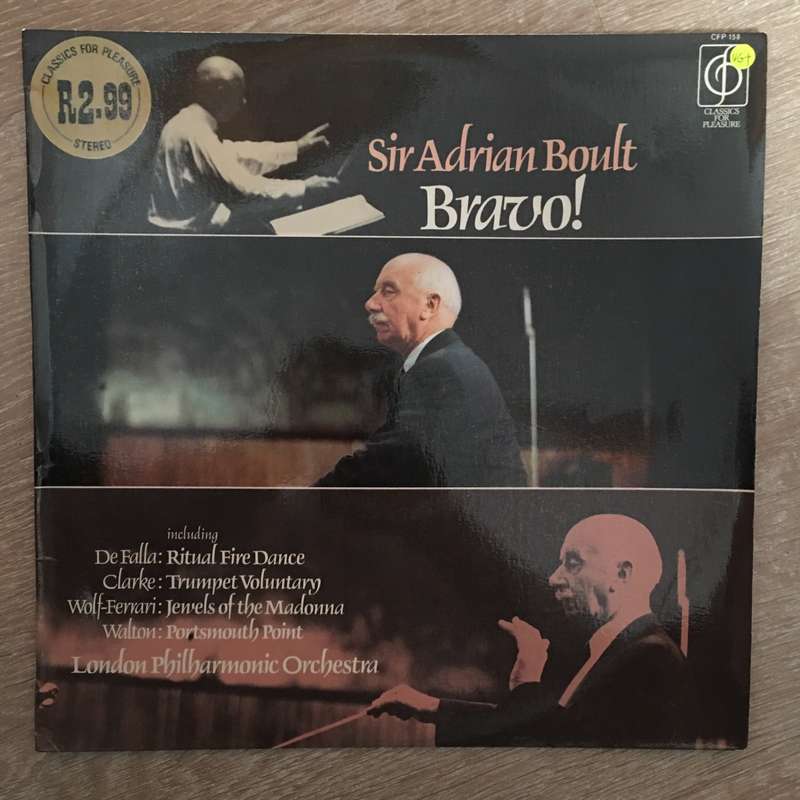 CLASSICS FOR PLEASURE
R2.99
STEREO
CFP 158
VG+
CLASSICS
FOR
PLEASURE
Sir Adrian Boult
Bravo!
including
De Falla: Ritual Fire Dance
Clarke: Trumpet Voluntary
Wolf-Ferrari: Jewels of the Madonna
Walton: Portsmouth Point
London Philharmonic Orchestra